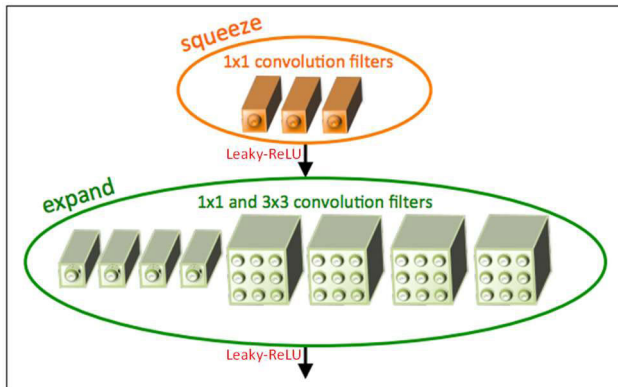 squeeze
1x1 convolution filters
Leaky-ReLU
expand
1x1 and 3x3 convolution filters
Leaky-ReLU